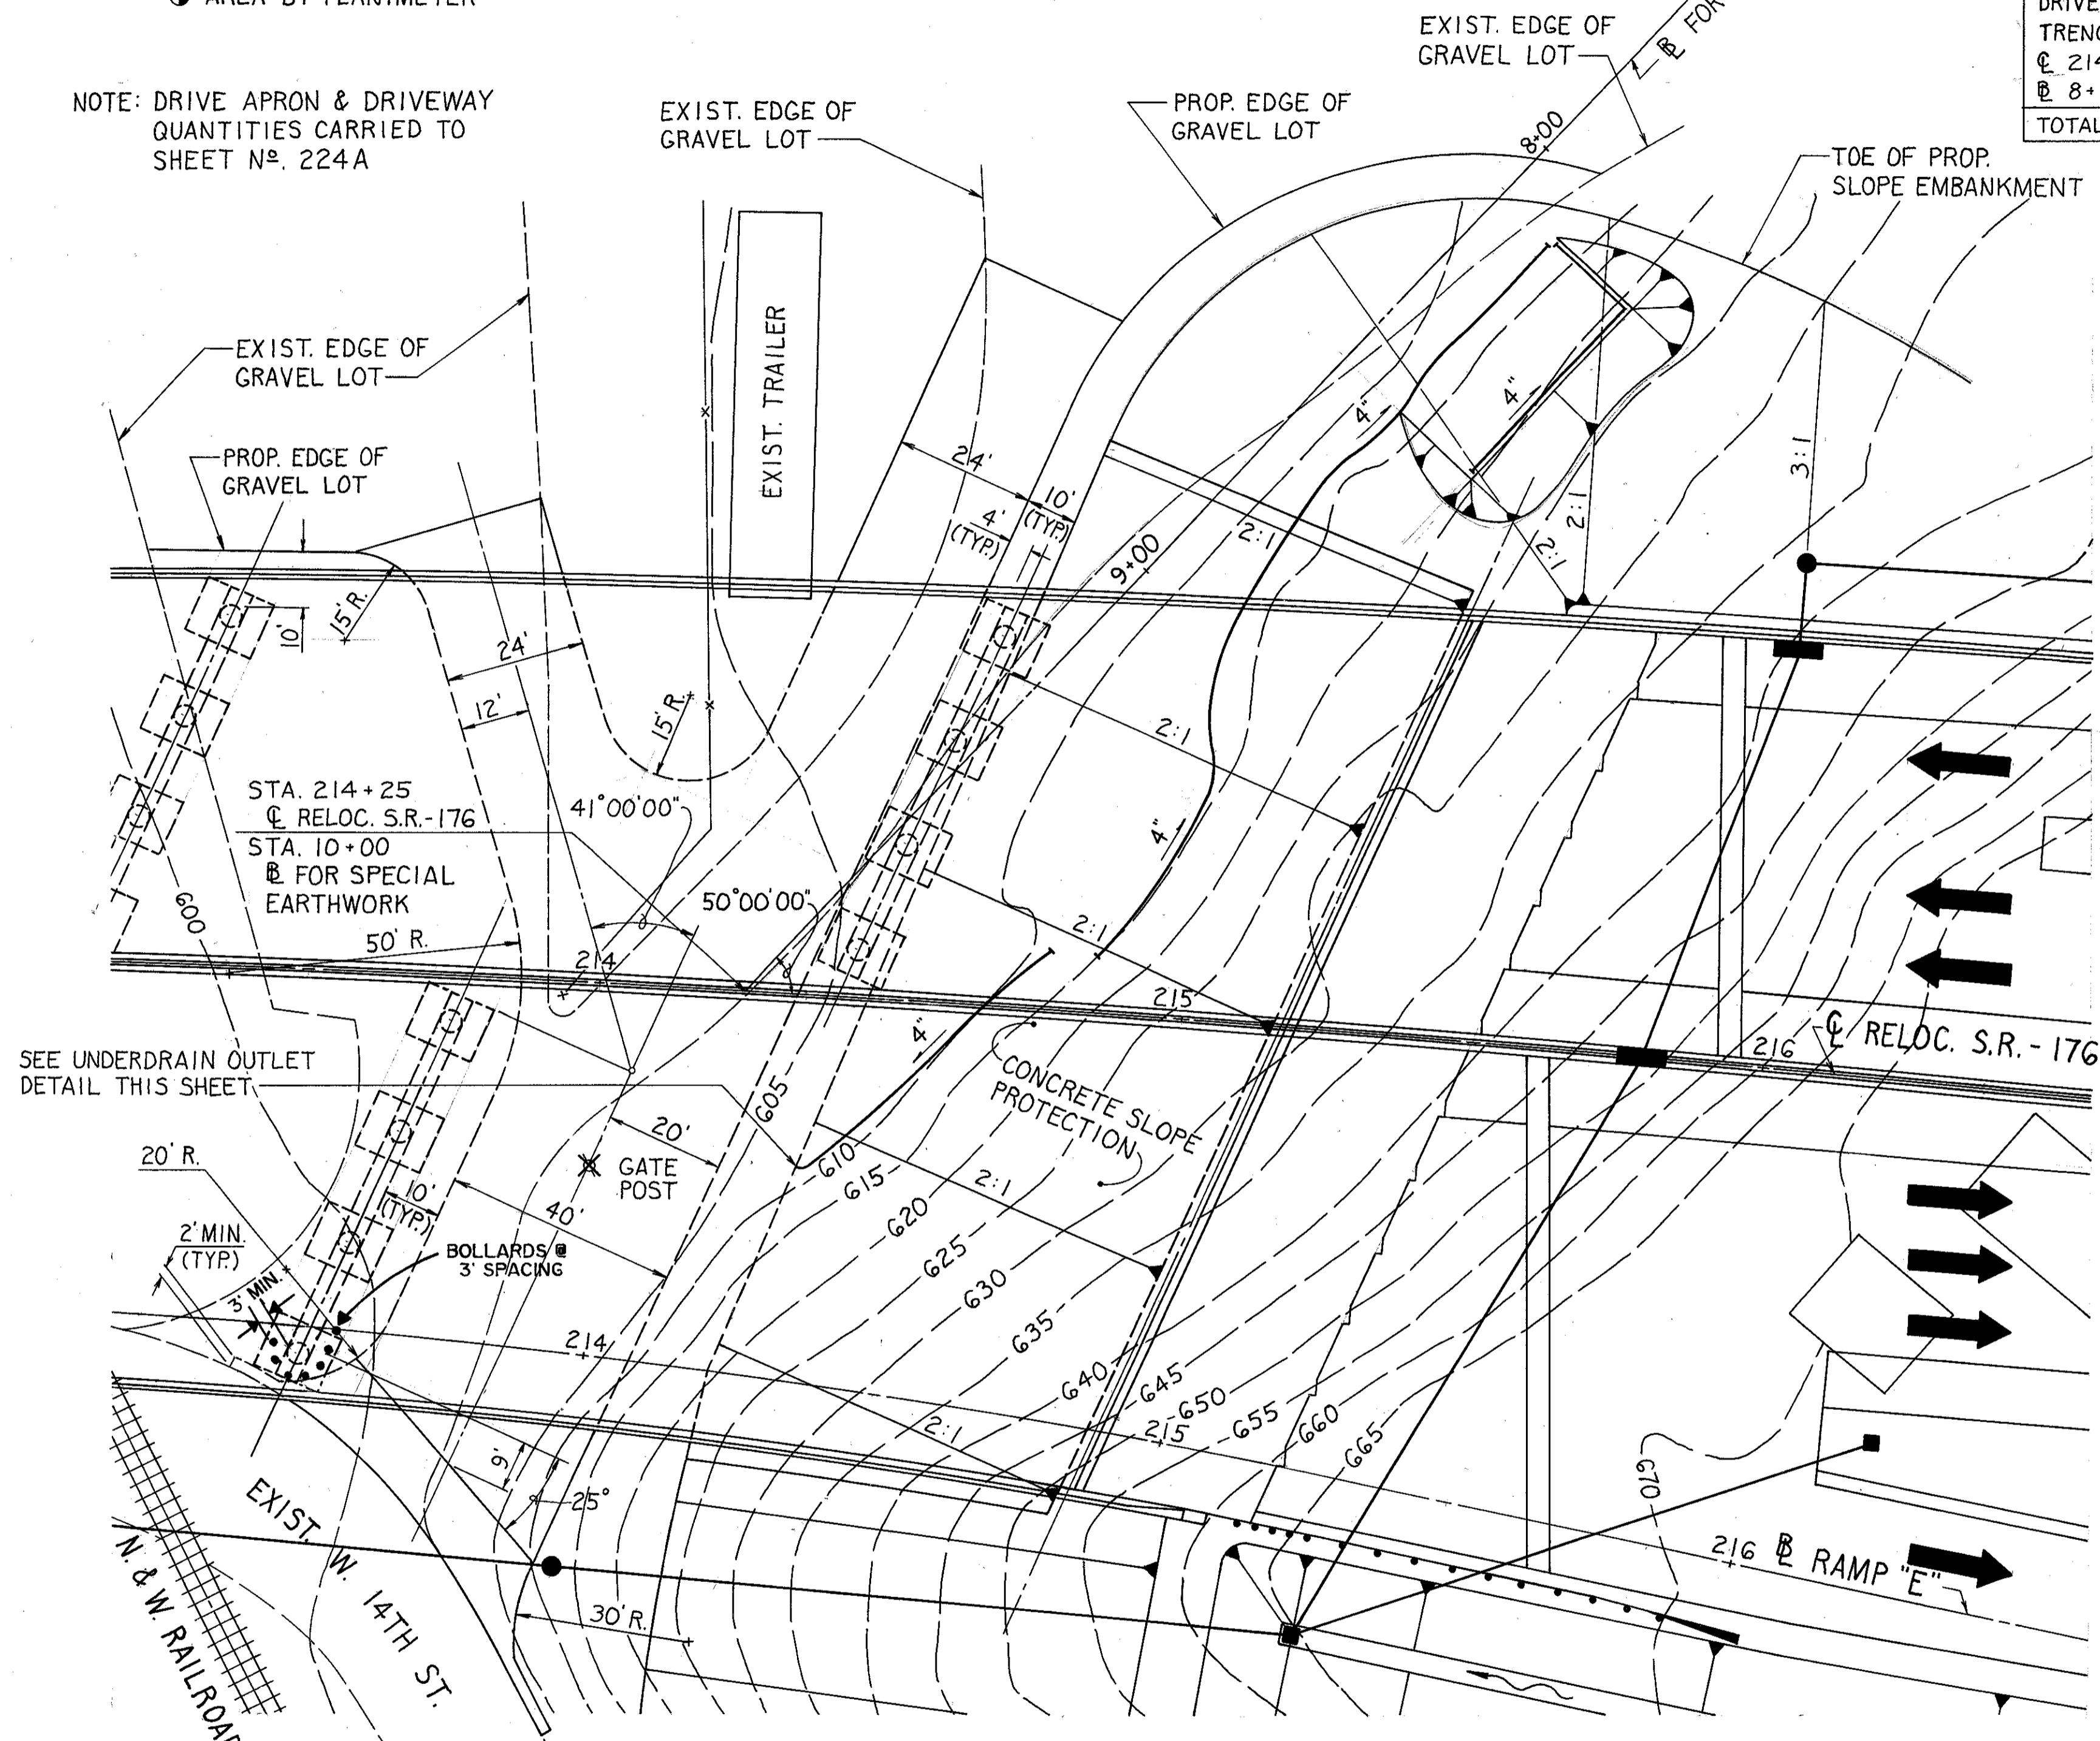 AREA BY PLANIMETER
NOTE: DRIVE APRON & DRIVEWAY
QUANTITIES CARRIED TO
SHEET Nº. 224A
EXIST. EDGE OF
GRAVEL LOT
PROP. EDGE OF
GRAVEL LOT
EXIST. EDGE OF
GRAVEL LOT
℄ 214
8+
TOTAL
8+00
TOE OF PROP.
SLOPE EMBANKMENT
EXIST. EDGE OF
GRAVEL LOT
EXIST. TRAILER
PROP. EDGE OF
GRAVEL LOT
24'
10'
(TYP.)
4'
(TYP.)
9+00
2:1
4"
4"
2:1
2:1
3:1
15' R.
10'
24'
12'
15' R.
2:1
STA. 214+25
℄ RELOC. S.R.-176
STA. 10+00
BL FOR SPECIAL
EARTHWORK
41°00'00"
50°00'00"
4"
600
50' R.
214
2:1
215
4"
216
℄ RELOC. S.R. - 176
SEE UNDERDRAIN OUTLET
DETAIL THIS SHEET
CONCRETE SLOPE
PROTECTION
605
20'
GATE
POST
20' R.
10'
(TYP.)
40'
2' MIN.
(TYP.)
3' MIN.
BOLLARDS @
3' SPACING
610
615
620
625
630
635
640
645
650
655
660
665
670
2:1
214
2:1
215
25°
30' R.
216 BL RAMP "E"
EXIST. W. 14TH ST.
N. & W. RAILROAD